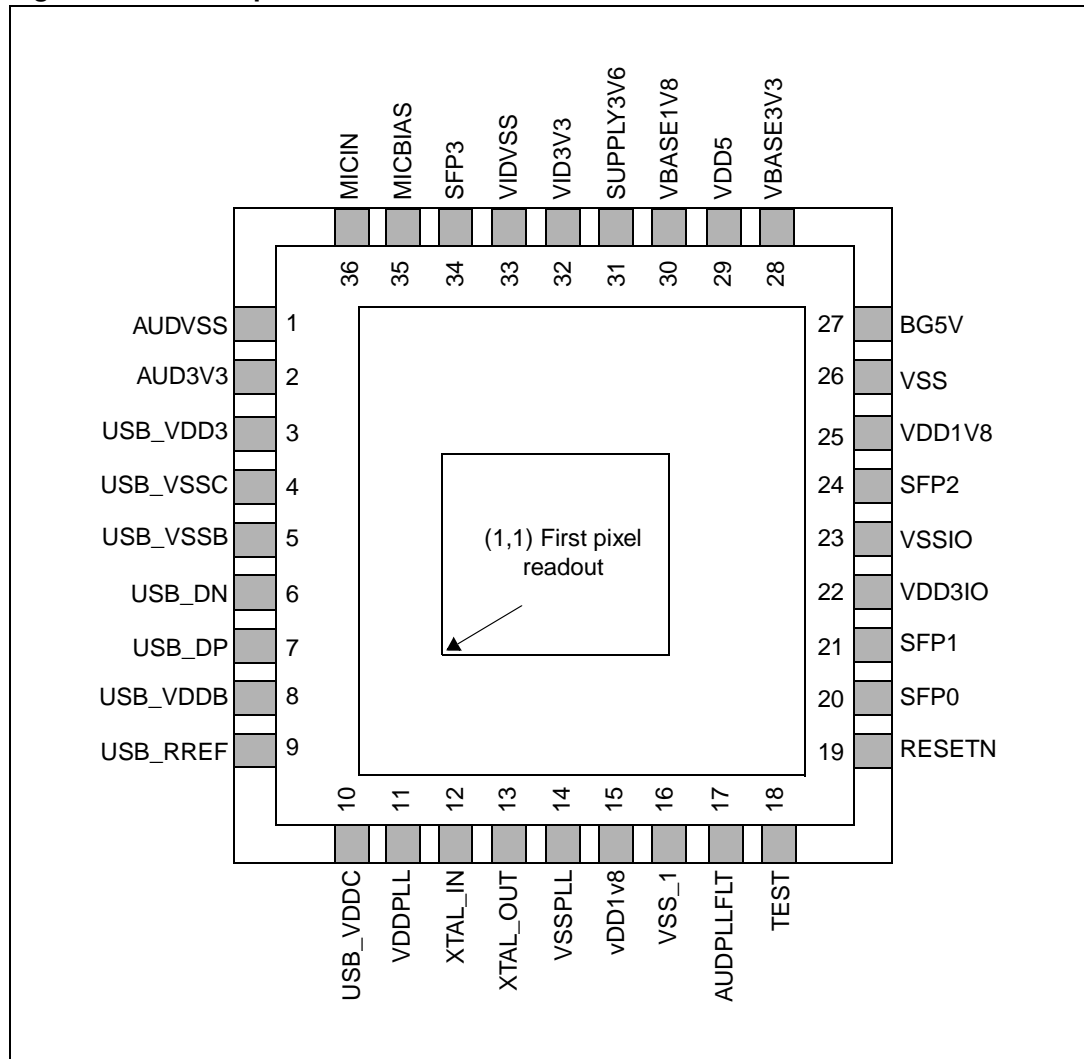 MICIN
MICBIAS
SFP3
VIDVSS
VID3V3
SUPPLY3V6
VBASE1V8
VDD5
VBASE3V3
36
35
34
33
32
31
30
29
28
AUDVSS 1
AUD3V3 2
USB_VDD3 3
USB_VSSC 4
USB_VSSB 5
USB_DN 6
USB_DP 7
USB_VDDB 8
USB_RREF 9
(1,1) First pixel
readout
27 BG5V
26 VSS
25 VDD1V8
24 SFP2
23 VSSIO
22 VDD3IO
21 SFP1
20 SFP0
19 RESETN
10
11
12
13
14
15
16
17
18
USB_VDDC
VDDPLL
XTAL_IN
XTAL_OUT
VSSPLL
vDD1v8
VSS_1
AUDPLLFLT
TEST